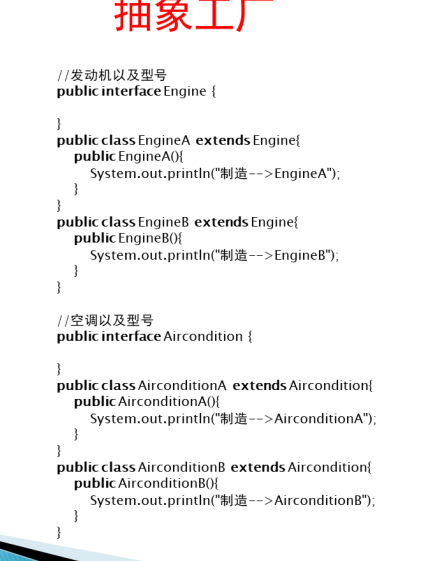 抽象工厂
//发动机以及型号
public interface Engine {
}
public class EngineA extends Engine{
public EngineA(){
System.out.println("制造-->EngineA");
}
}
public class EngineB extends Engine{
public EngineB(){
System.out.println("制造-->EngineB");
}
}
//空调以及型号
public interface Aircondition {
}
public class AirconditionA extends Aircondition{
public AirconditionA(){
System.out.println("制造-->AirconditionA");
}
}
public class AirconditionB extends Aircondition{
public AirconditionB(){
System.out.println("制造-->AirconditionB");
}
}